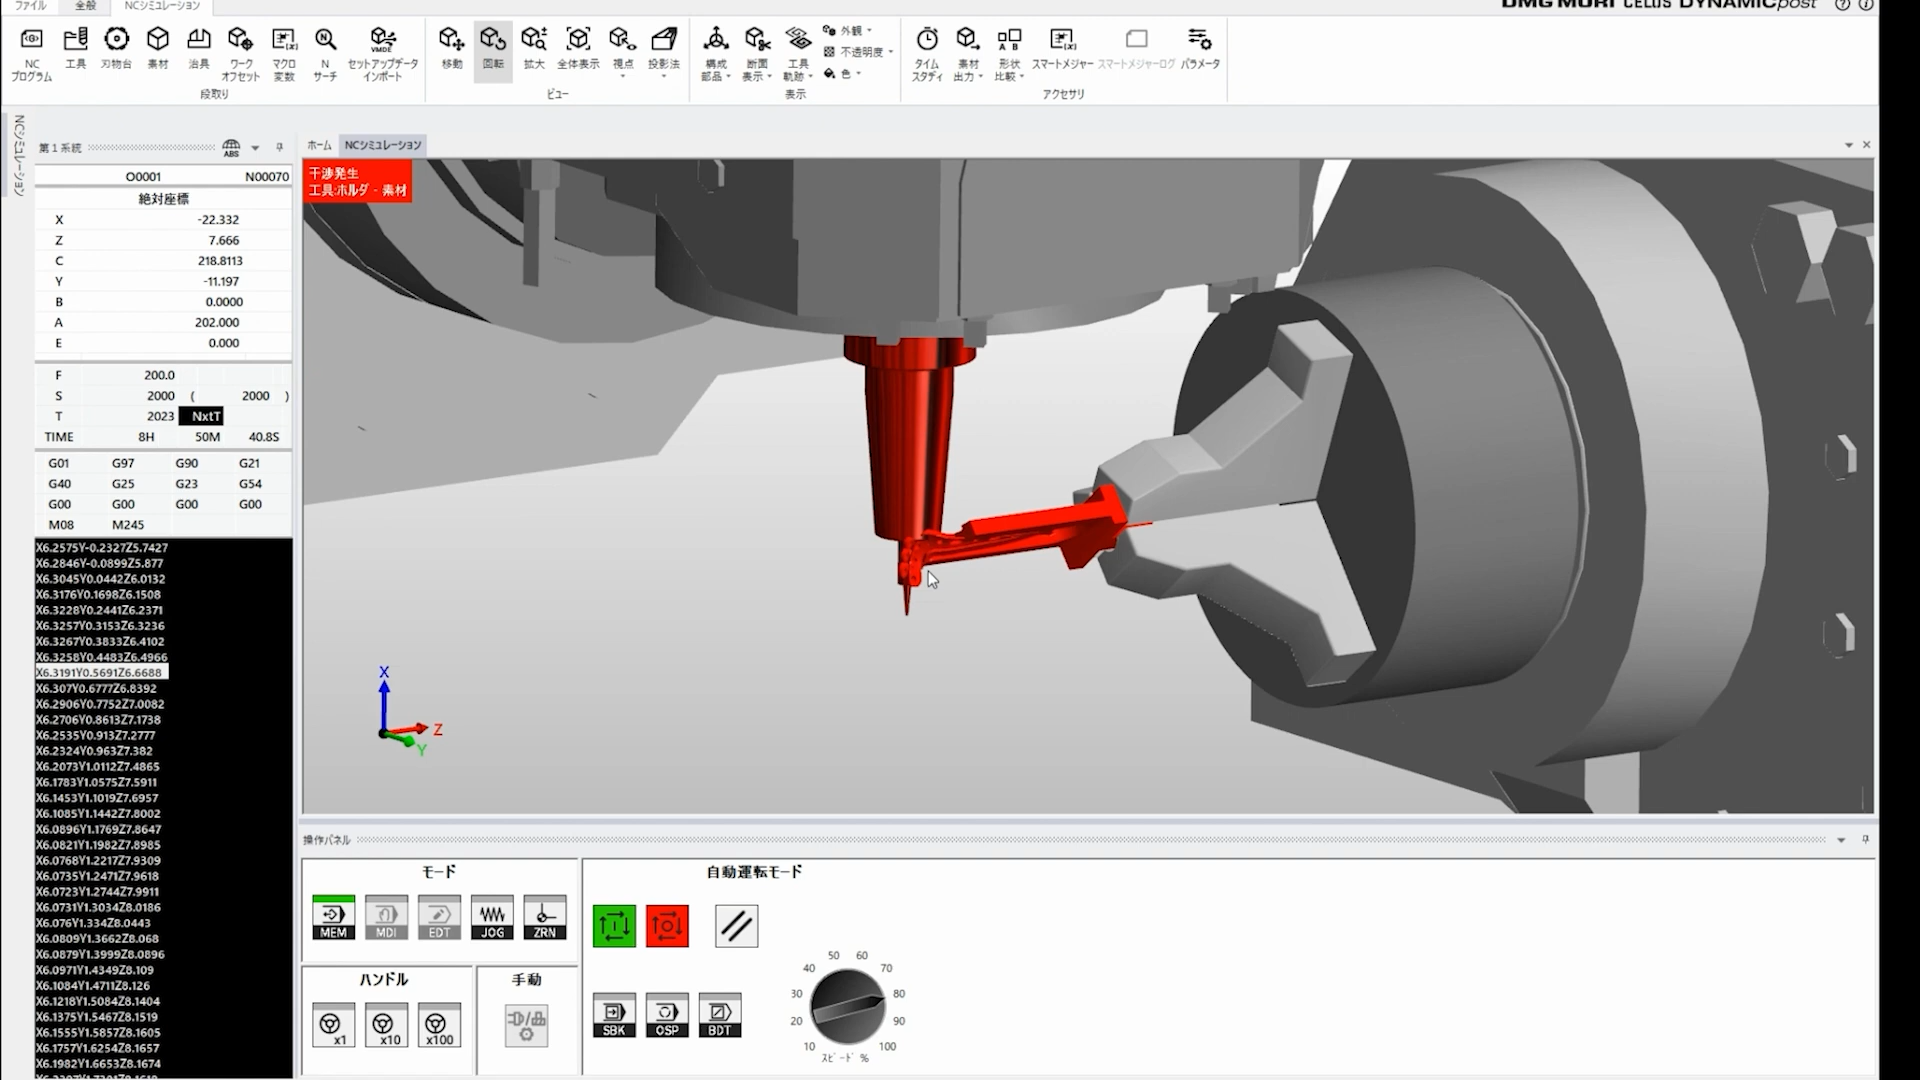 ファイル 全般 NCシミュレーション
DMG MORI CELOS DYNAMICpost
NC プログラム
工具
刃物台
素材
治具
ワーク オフセット
マクロ 変数
N サーチ
VMDE
セットアップデータ インポート
段取り
移動
回転
拡大
全体表示
視点
投影法
ビュー
構成 部品
断面 表示
工具 軌跡
外観
不透明度
色
表示
タイム スタディ
素材 出力
A B
形状 比較
スマートメジャー
スマートメジャーログ
パラメータ
アクセサリ
NCシミュレーション
第1系統
ABS
ホーム NCシミュレーション
O0001 N00070
絶対座標
X -22.332
Z 7.666
C 218.8113
Y -11.197
B 0.0000
A 202.000
E 0.000
F 200.0
S 2000 ( 2000 )
T 2023 NxtT
TIME 8H 50M 40.8S
G01 G97 G90 G21
G40 G25 G23 G54
G00 G00 G00 G00
M08 M245
X6.2575Y-0.2327Z5.7427
X6.2846Y-0.0899Z5.877
X6.3045Y0.0442Z6.0132
X6.3176Y0.1698Z6.1508
X6.3228Y0.2441Z6.2371
X6.3257Y0.3153Z6.3236
X6.3267Y0.3833Z6.4102
X6.3258Y0.4483Z6.4966
X6.3191Y0.5691Z6.6688
X6.307Y0.6777Z6.8392
X6.2906Y0.7752Z7.0082
X6.2706Y0.8613Z7.1738
X6.2535Y0.913Z7.2777
X6.2324Y0.963Z7.382
X6.2073Y1.0112Z7.4865
X6.1783Y1.0575Z7.5911
X6.1453Y1.1019Z7.6957
X6.1085Y1.1442Z7.8002
X6.0896Y1.1769Z7.8647
X6.0821Y1.1982Z7.8985
X6.0768Y1.2217Z7.9309
X6.0735Y1.2471Z7.9618
X6.0723Y1.2744Z7.9911
X6.0731Y1.3034Z8.0186
X6.076Y1.334Z8.0443
X6.0809Y1.3662Z8.068
X6.0879Y1.3999Z8.0896
X6.0971Y1.4349Z8.109
X6.1084Y1.4711Z8.126
X6.1218Y1.5084Z8.1404
X6.1375Y1.5467Z8.1519
X6.1555Y1.5857Z8.1605
X6.1757Y1.6254Z8.1657
X6.1982Y1.6653Z8.1674
干渉発生
工具:ホルダ - 素材
X
Z
Y
操作パネル
モード
MEM MDI EDT JOG ZRN
ハンドル
x1 x10 x100
手動
自動運転モード
SBK OSP BDT
10 20 30 40 50 60 70 80 90 100
スピード %